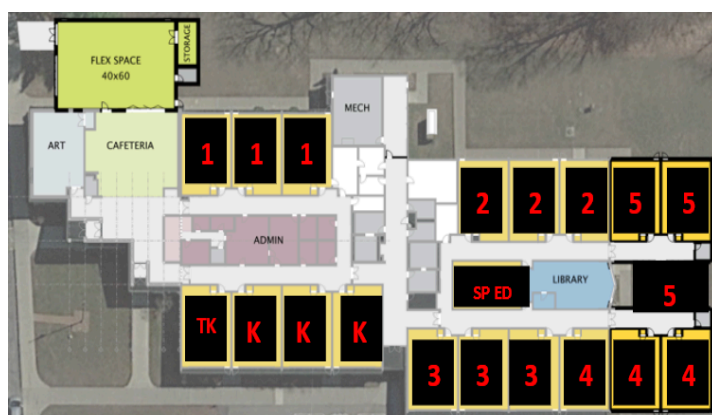 STORAGE
FLEX SPACE
40x60
MECH
ART
CAFETERIA
1 1 1
2 2 2 5 5
ADMIN
SP ED
LIBRARY
5
TK K K K
3 3 3 4 4 4